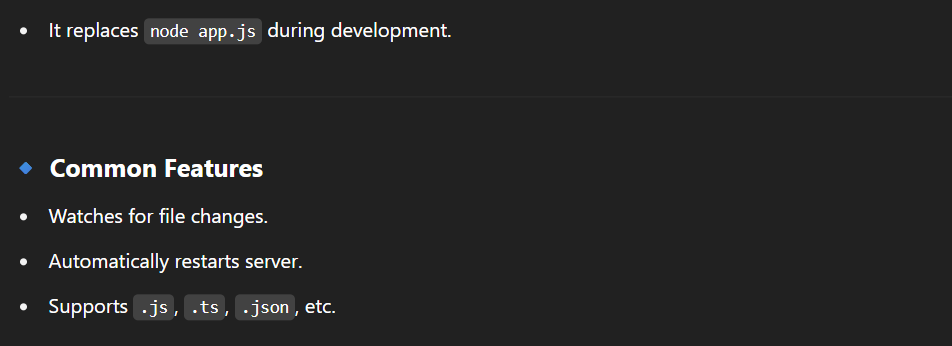 • It replaces node app.js during development.
🔹 Common Features
• Watches for file changes.
• Automatically restarts server.
• Supports .js, .ts, .json, etc.